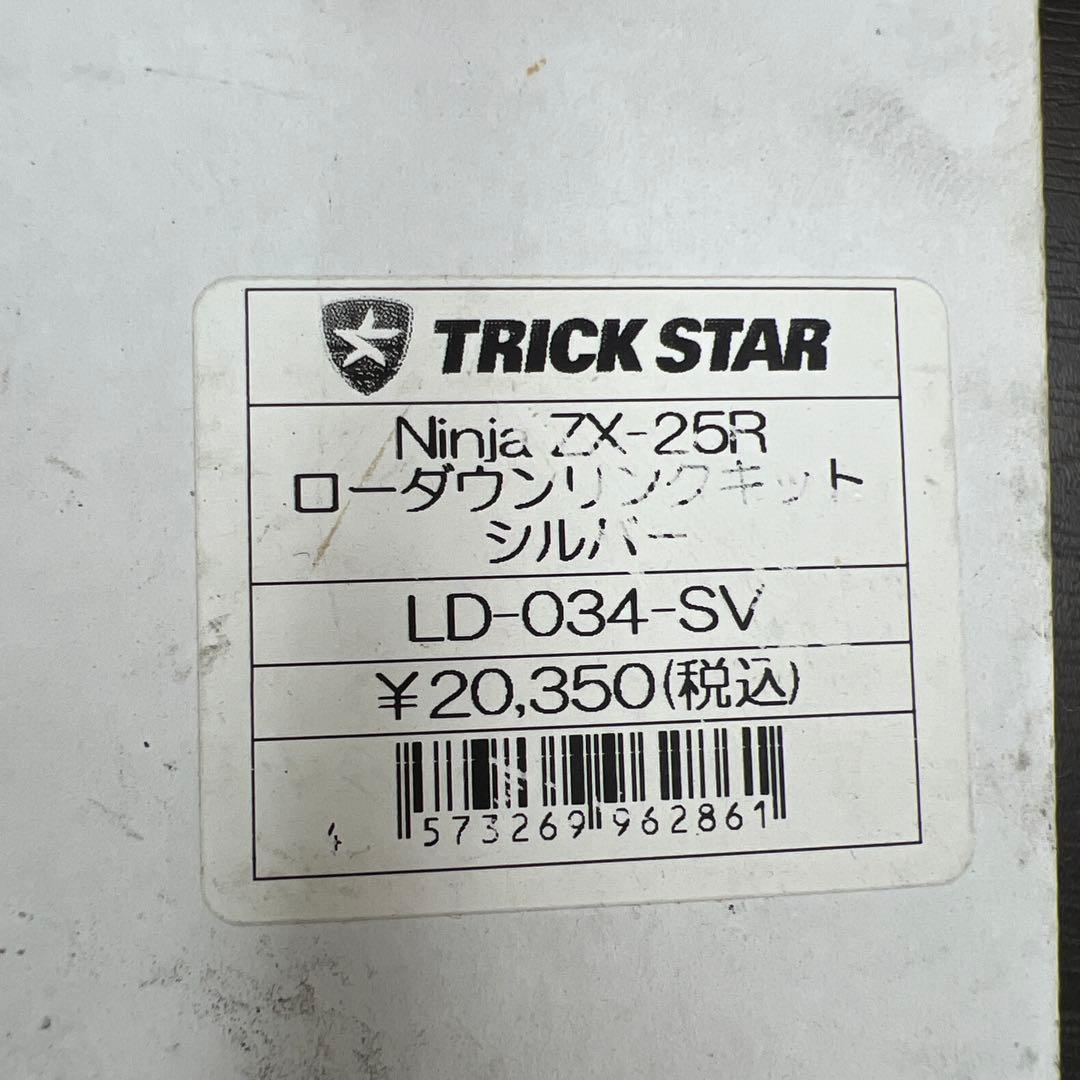 TRICK STAR
Ninja ZX-25R
ローダウンリンクキット
シルバー
LD-034-SV
¥20,350(税込)
4 573269 962861